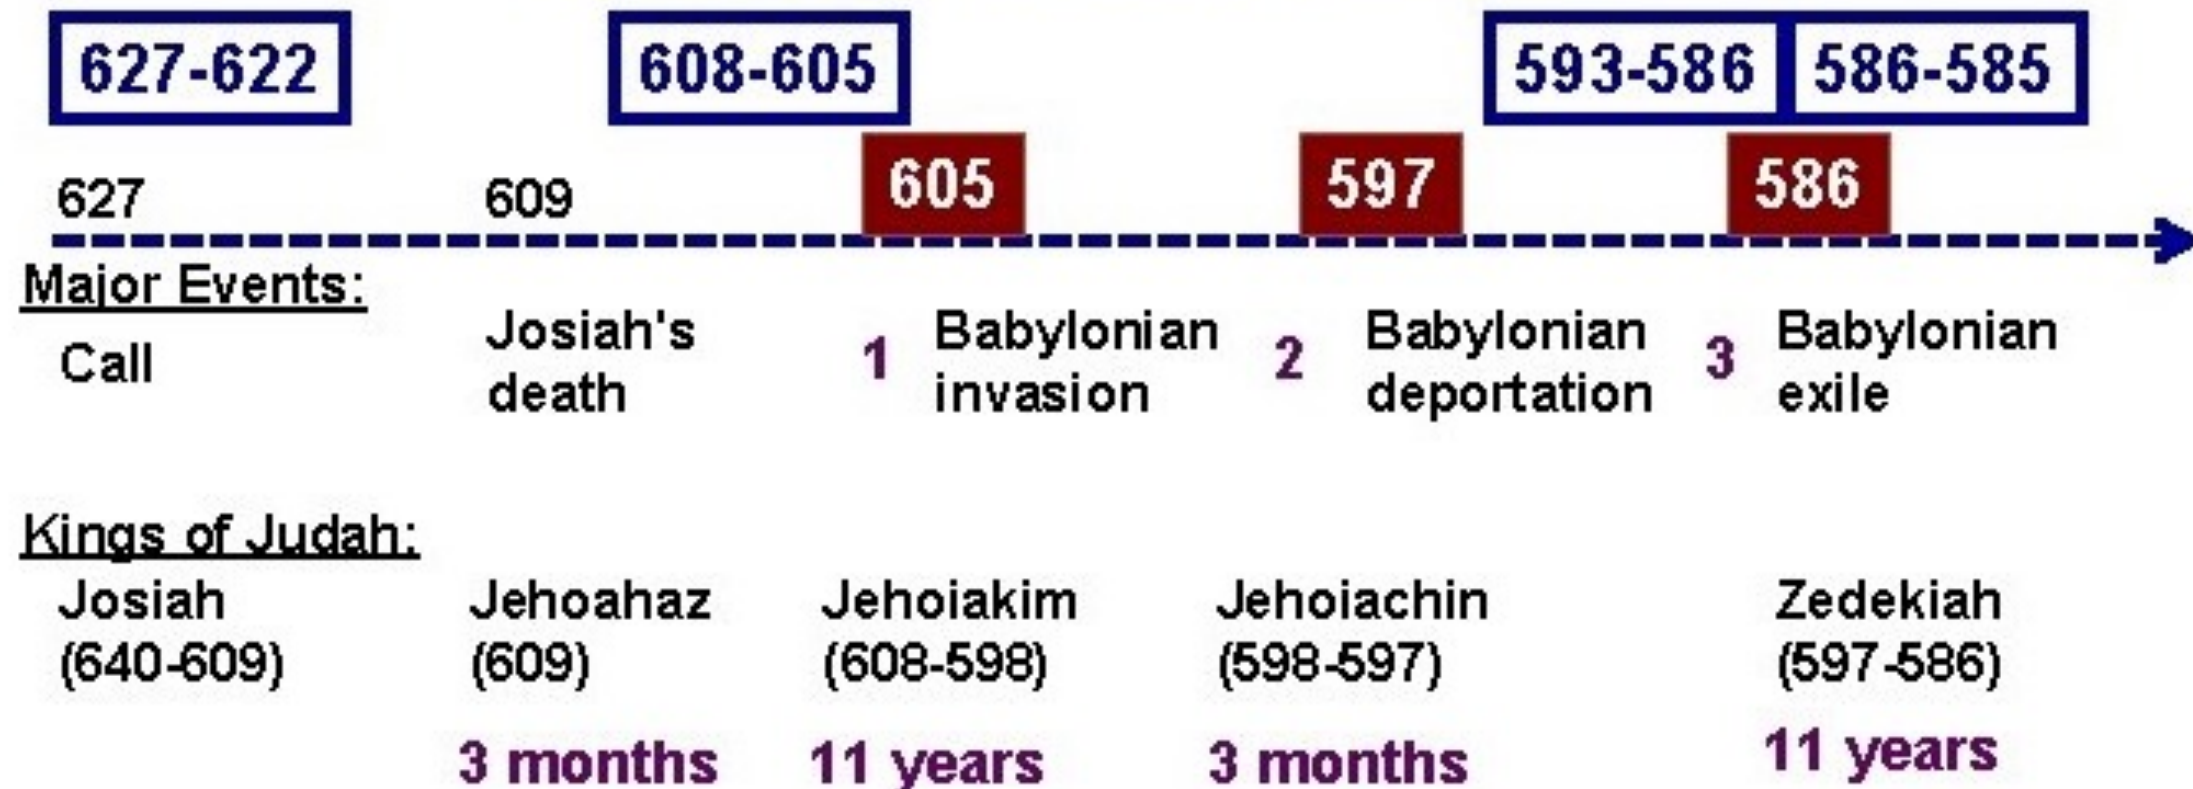 627-622 608-605 593-586 586-585
627 609 605 597 586
Major Events:
Call
Josiah's
death
1 Babylonian
invasion
2 Babylonian
deportation
3 Babylonian
exile
Kings of Judah:
Josiah
(640-609)
Jehoahaz
(609)
3 months
Jehoiakim
(608-598)
11 years
Jehoiachin
(598-597)
3 months
Zedekiah
(597-586)
11 years